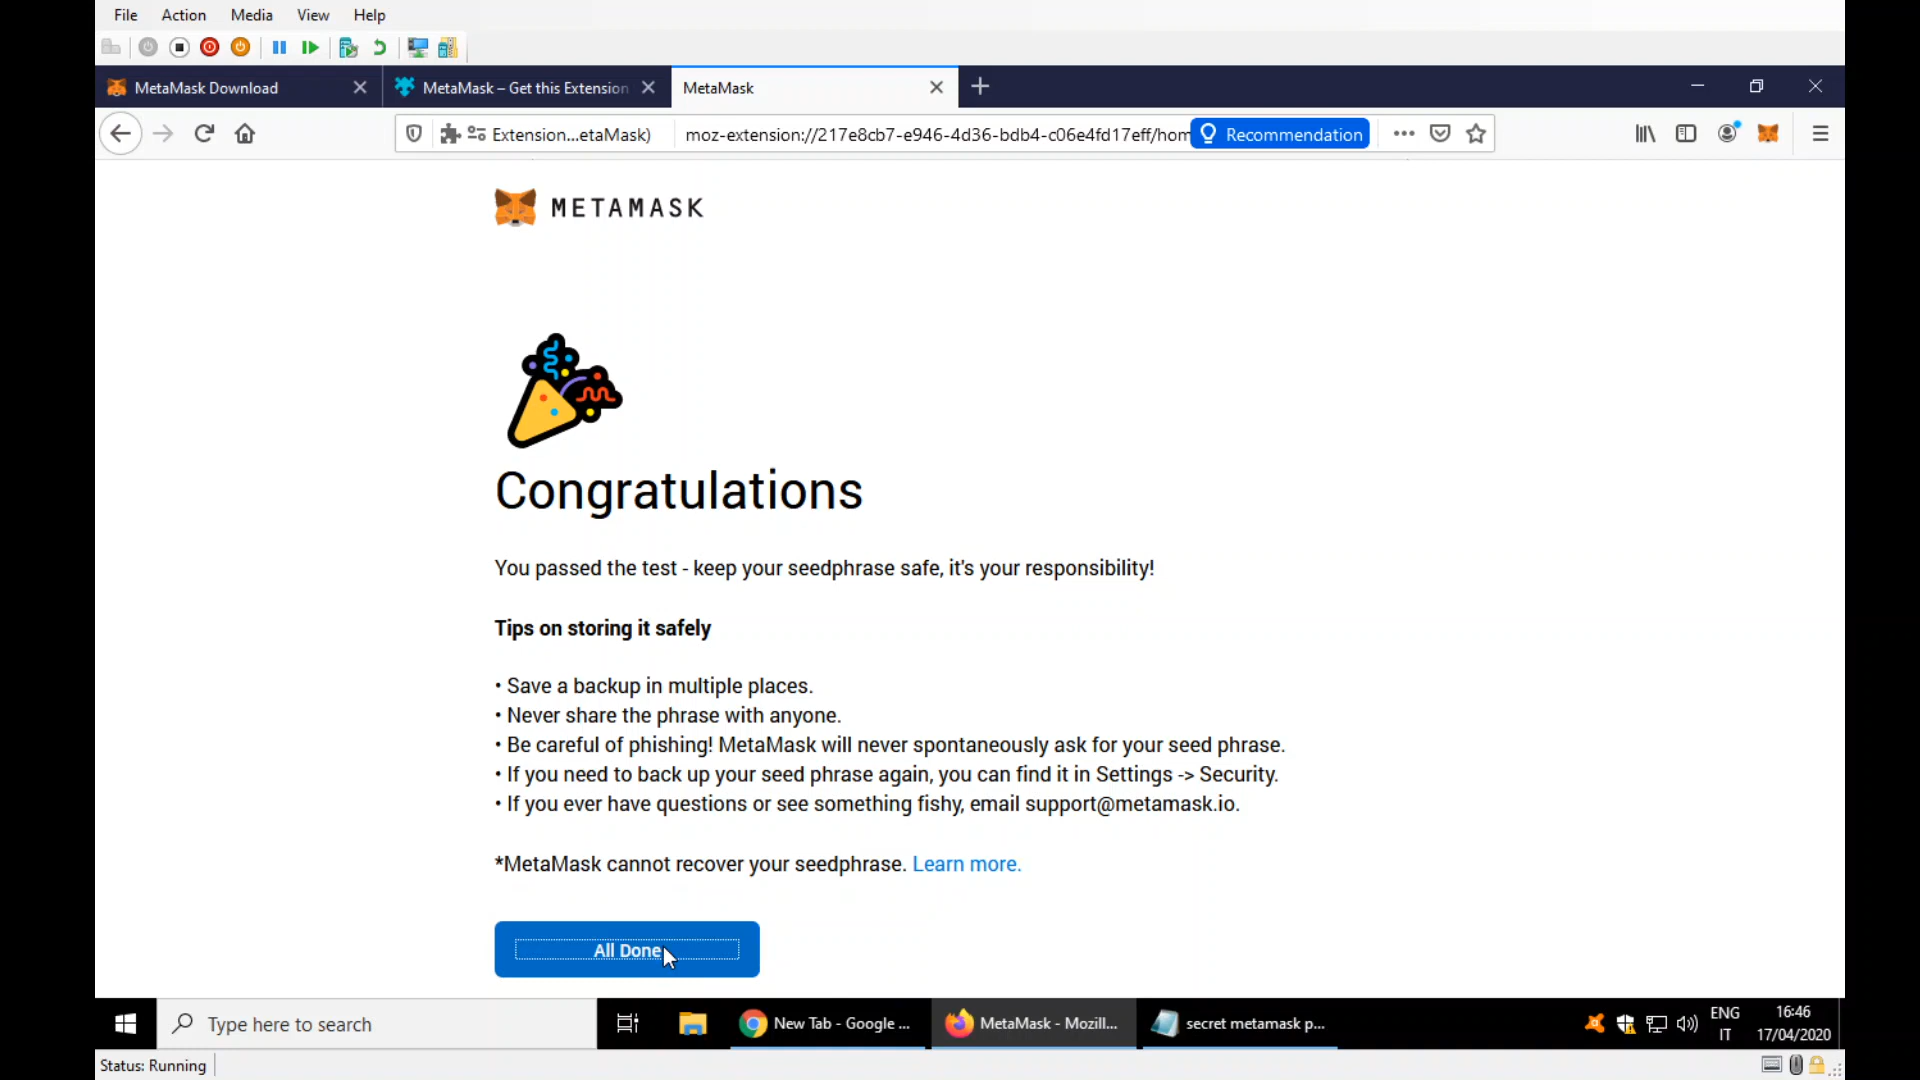 File Action Media View Help
MetaMask Download MetaMask – Get this Extension MetaMask
Extension...etaMask) moz-extension://217e8cb7-e946-4d36-bdb4-c06e4fd17eff/hom Recommendation
METAMASK
Congratulations
You passed the test - keep your seedphrase safe, it's your responsibility!
Tips on storing it safely
• Save a backup in multiple places.
• Never share the phrase with anyone.
• Be careful of phishing! MetaMask will never spontaneously ask for your seed phrase.
• If you need to back up your seed phrase again, you can find it in Settings -> Security.
• If you ever have questions or see something fishy, email support@metamask.io.
*MetaMask cannot recover your seedphrase. Learn more.
All Done
Type here to search New Tab - Google ... MetaMask - Mozill... secret metamask p... ENG 16:46
IT 17/04/2020
Status: Running